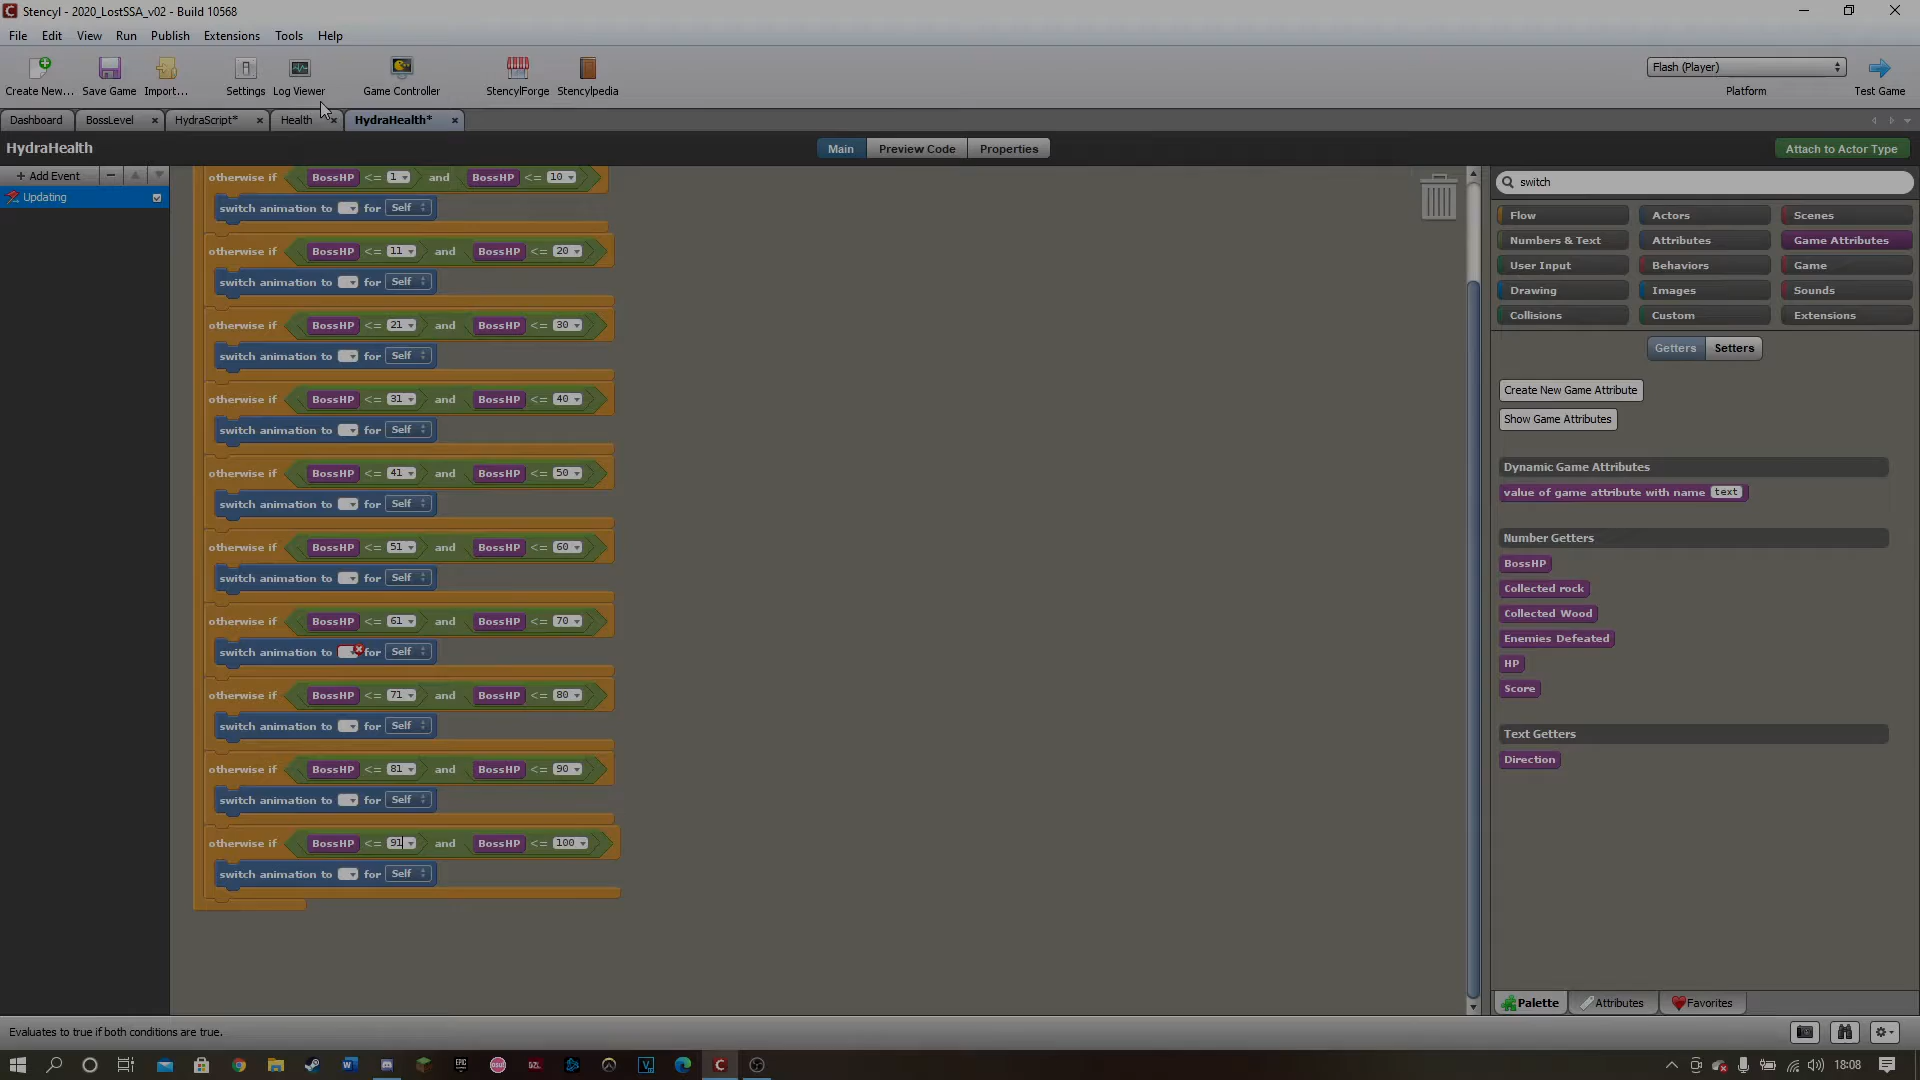 Stencyl - 2020_LostSSA_v02 - Build 10568
File Edit View Run Publish Extensions Tools Help
Create New... Save Game Import... Settings Log Viewer Game Controller StencylForge Stencylpedia
Flash (Player)
Platform
Test Game
Dashboard BossLevel HydraScript* Health HydraHealth*
HydraHealth
Main Preview Code Properties
Attach to Actor Type
+ Add Event
Updating
otherwise if BossHP <= 1 and BossHP <= 10
switch animation to for Self
otherwise if BossHP <= 11 and BossHP <= 20
switch animation to for Self
otherwise if BossHP <= 21 and BossHP <= 30
switch animation to for Self
otherwise if BossHP <= 31 and BossHP <= 40
switch animation to for Self
otherwise if BossHP <= 41 and BossHP <= 50
switch animation to for Self
otherwise if BossHP <= 51 and BossHP <= 60
switch animation to for Self
otherwise if BossHP <= 61 and BossHP <= 70
switch animation to for Self
otherwise if BossHP <= 71 and BossHP <= 80
switch animation to for Self
otherwise if BossHP <= 81 and BossHP <= 90
switch animation to for Self
otherwise if BossHP <= 91 and BossHP <= 100
switch animation to for Self
switch
Flow Actors Scenes
Numbers & Text Attributes Game Attributes
User Input Behaviors Game
Drawing Images Sounds
Collisions Custom Extensions
Getters Setters
Create New Game Attribute
Show Game Attributes
Dynamic Game Attributes
value of game attribute with name text
Number Getters
BossHP
Collected rock
Collected Wood
Enemies Defeated
HP
Score
Text Getters
Direction
Palette Attributes Favorites
Evaluates to true if both conditions are true.
18:08